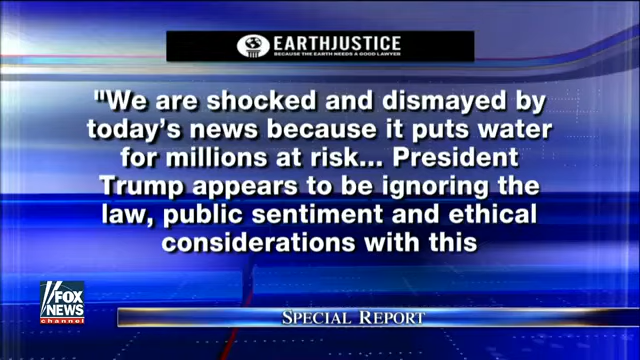 EARTHJUSTICE
BECAUSE THE EARTH NEEDS A GOOD LAWYER
"We are shocked and dismayed by
today's news because it puts water
for millions at risk... President
Trump appears to be ignoring the
law, public sentiment and ethical
considerations with this
FOX
NEWS
channel
SPECIAL REPORT